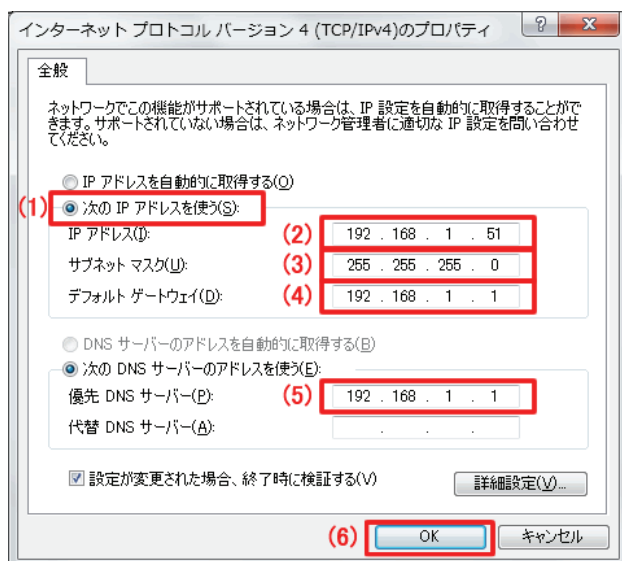 インターネット プロトコル バージョン 4 (TCP/IPv4)のプロパティ
全般
ネットワークでこの機能がサポートされている場合は、IP 設定を自動的に取得することがで
きます。サポートされていない場合は、ネットワーク管理者に適切な IP 設定を問い合わせ
てください。
IP アドレスを自動的に取得する(O)
(1) 次の IP アドレスを使う(S):
IP アドレス(I): (2) 192 . 168 . 1 . 51
サブネット マスク(U): (3) 255 . 255 . 255 . 0
デフォルト ゲートウェイ(D): (4) 192 . 168 . 1 . 1
DNS サーバーのアドレスを自動的に取得する(B)
次の DNS サーバーのアドレスを使う(E):
優先 DNS サーバー(P): (5) 192 . 168 . 1 . 1
代替 DNS サーバー(A): . . .
設定が変更された場合、終了時に検証する(V)
詳細設定(V)...
(6) OK キャンセル